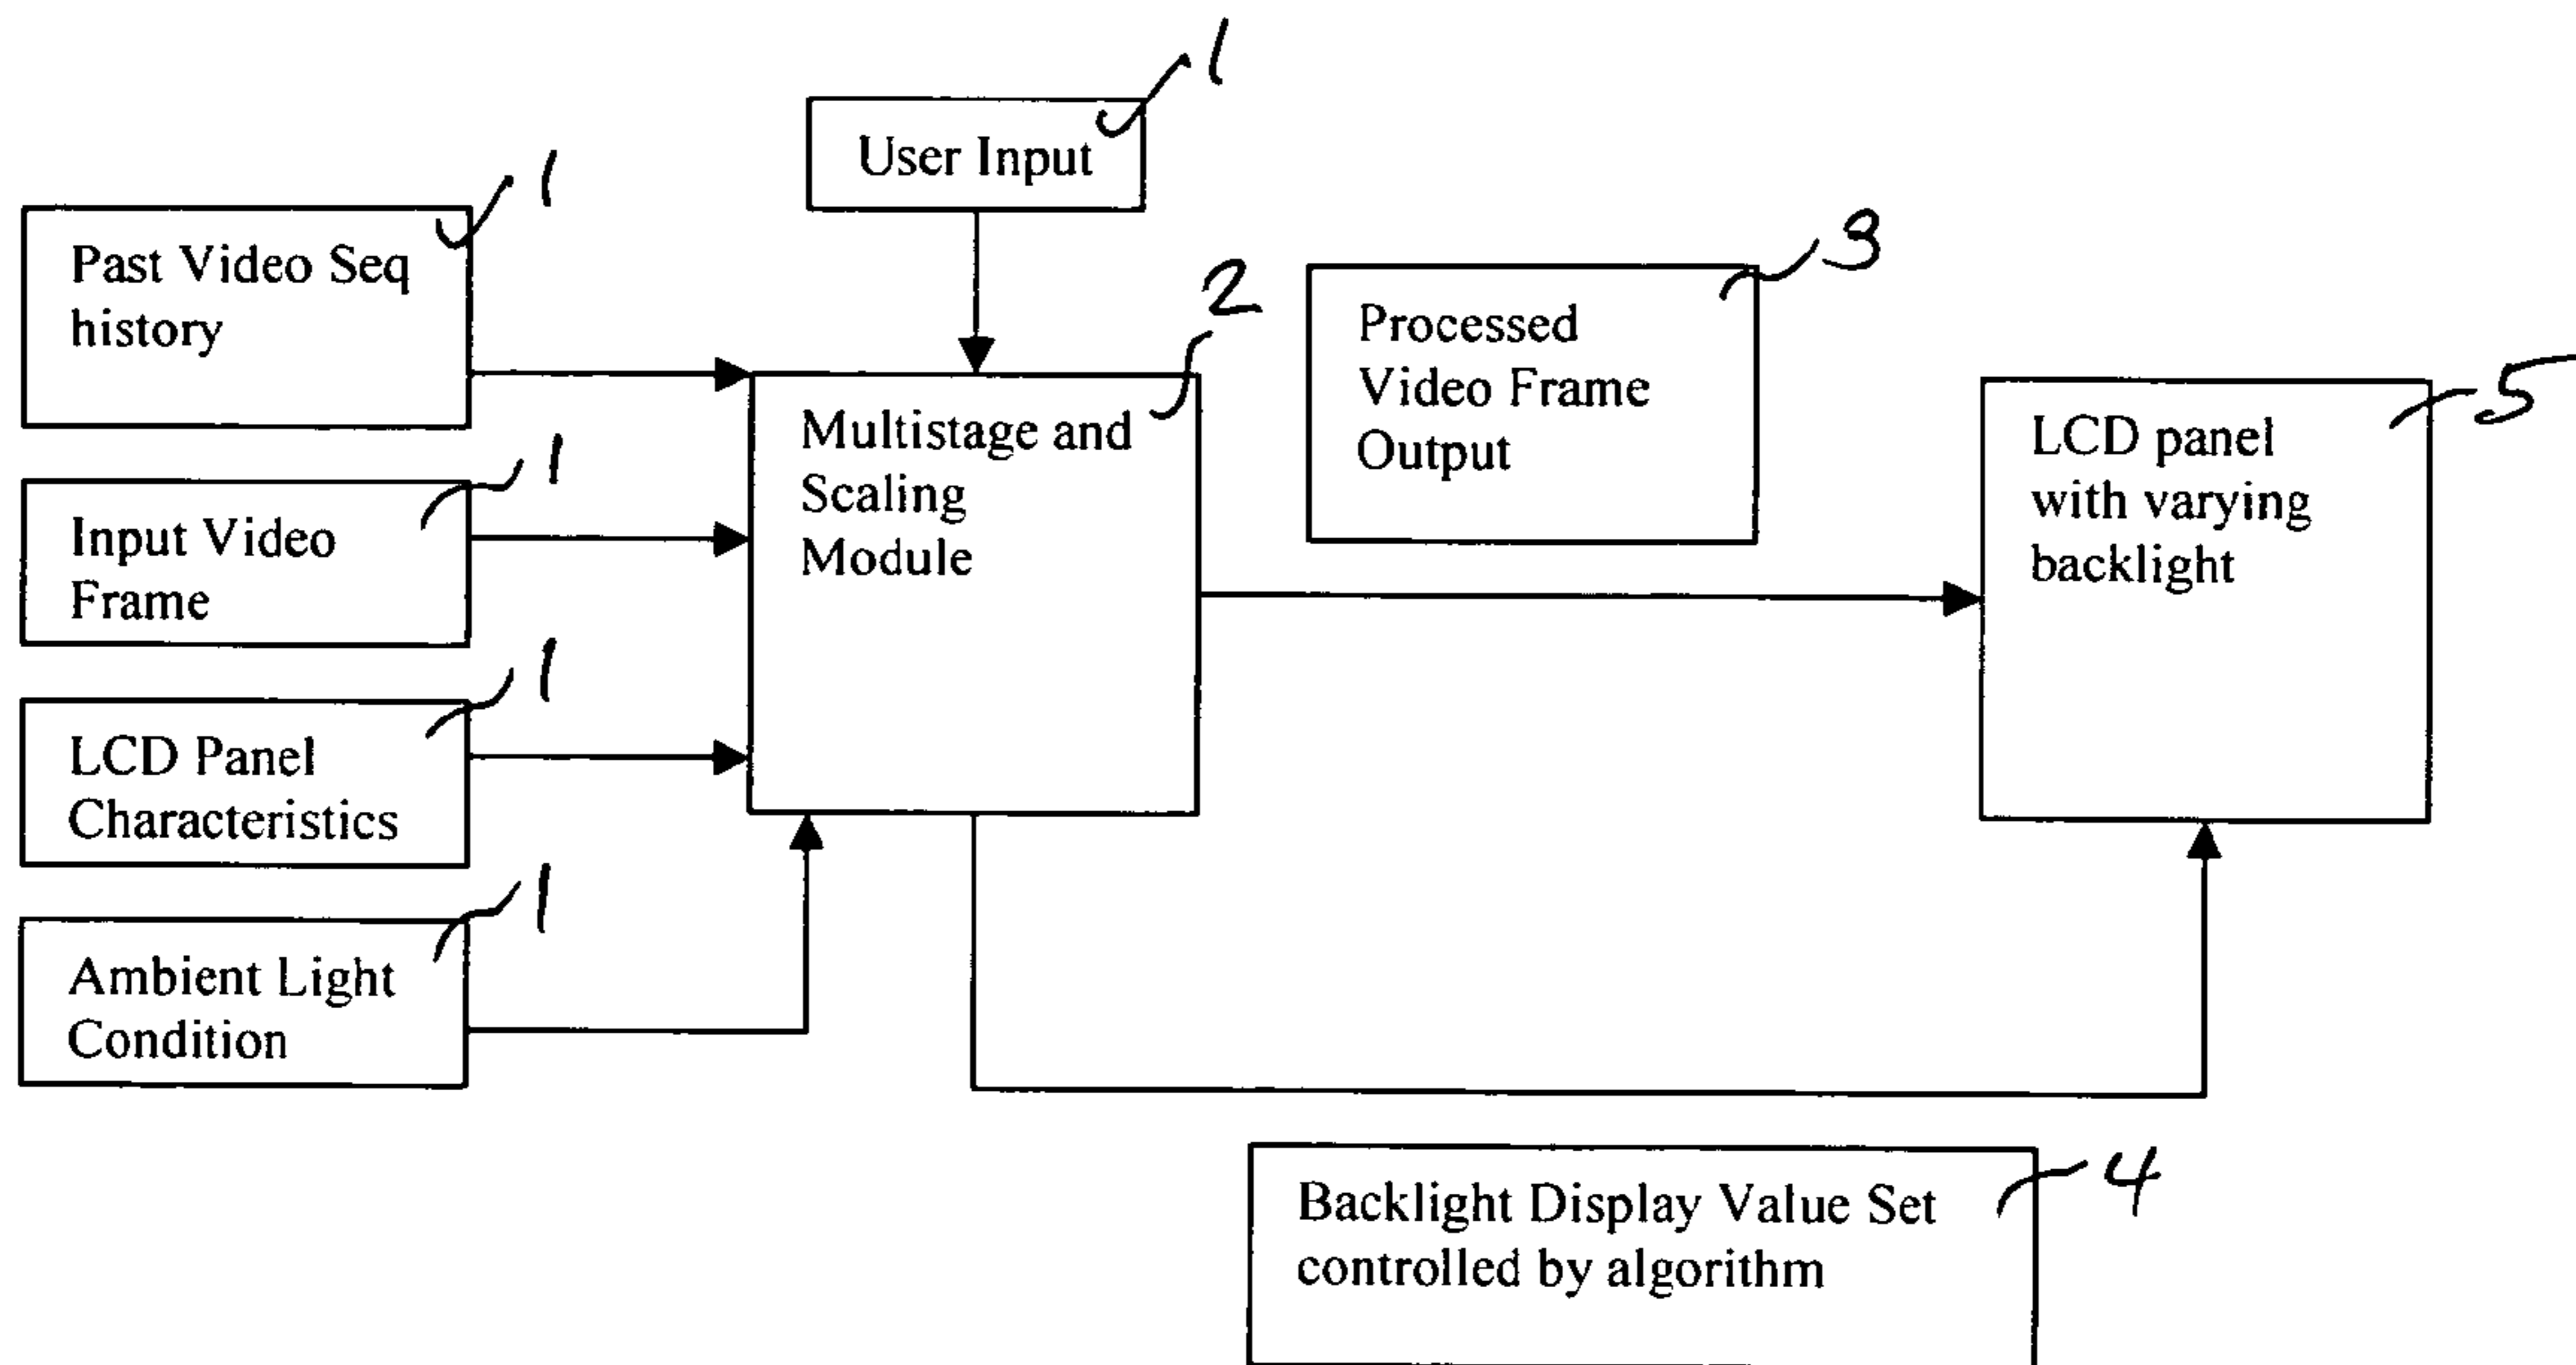 1
User Input
1
Past Video Seq
history
2
3
Processed
Video Frame
Output
Multistage and
Scaling
Module
5
LCD panel
with varying
backlight
1
Input Video
Frame
1
LCD Panel
Characteristics
1
Ambient Light
Condition
4
Backlight Display Value Set
controlled by algorithm